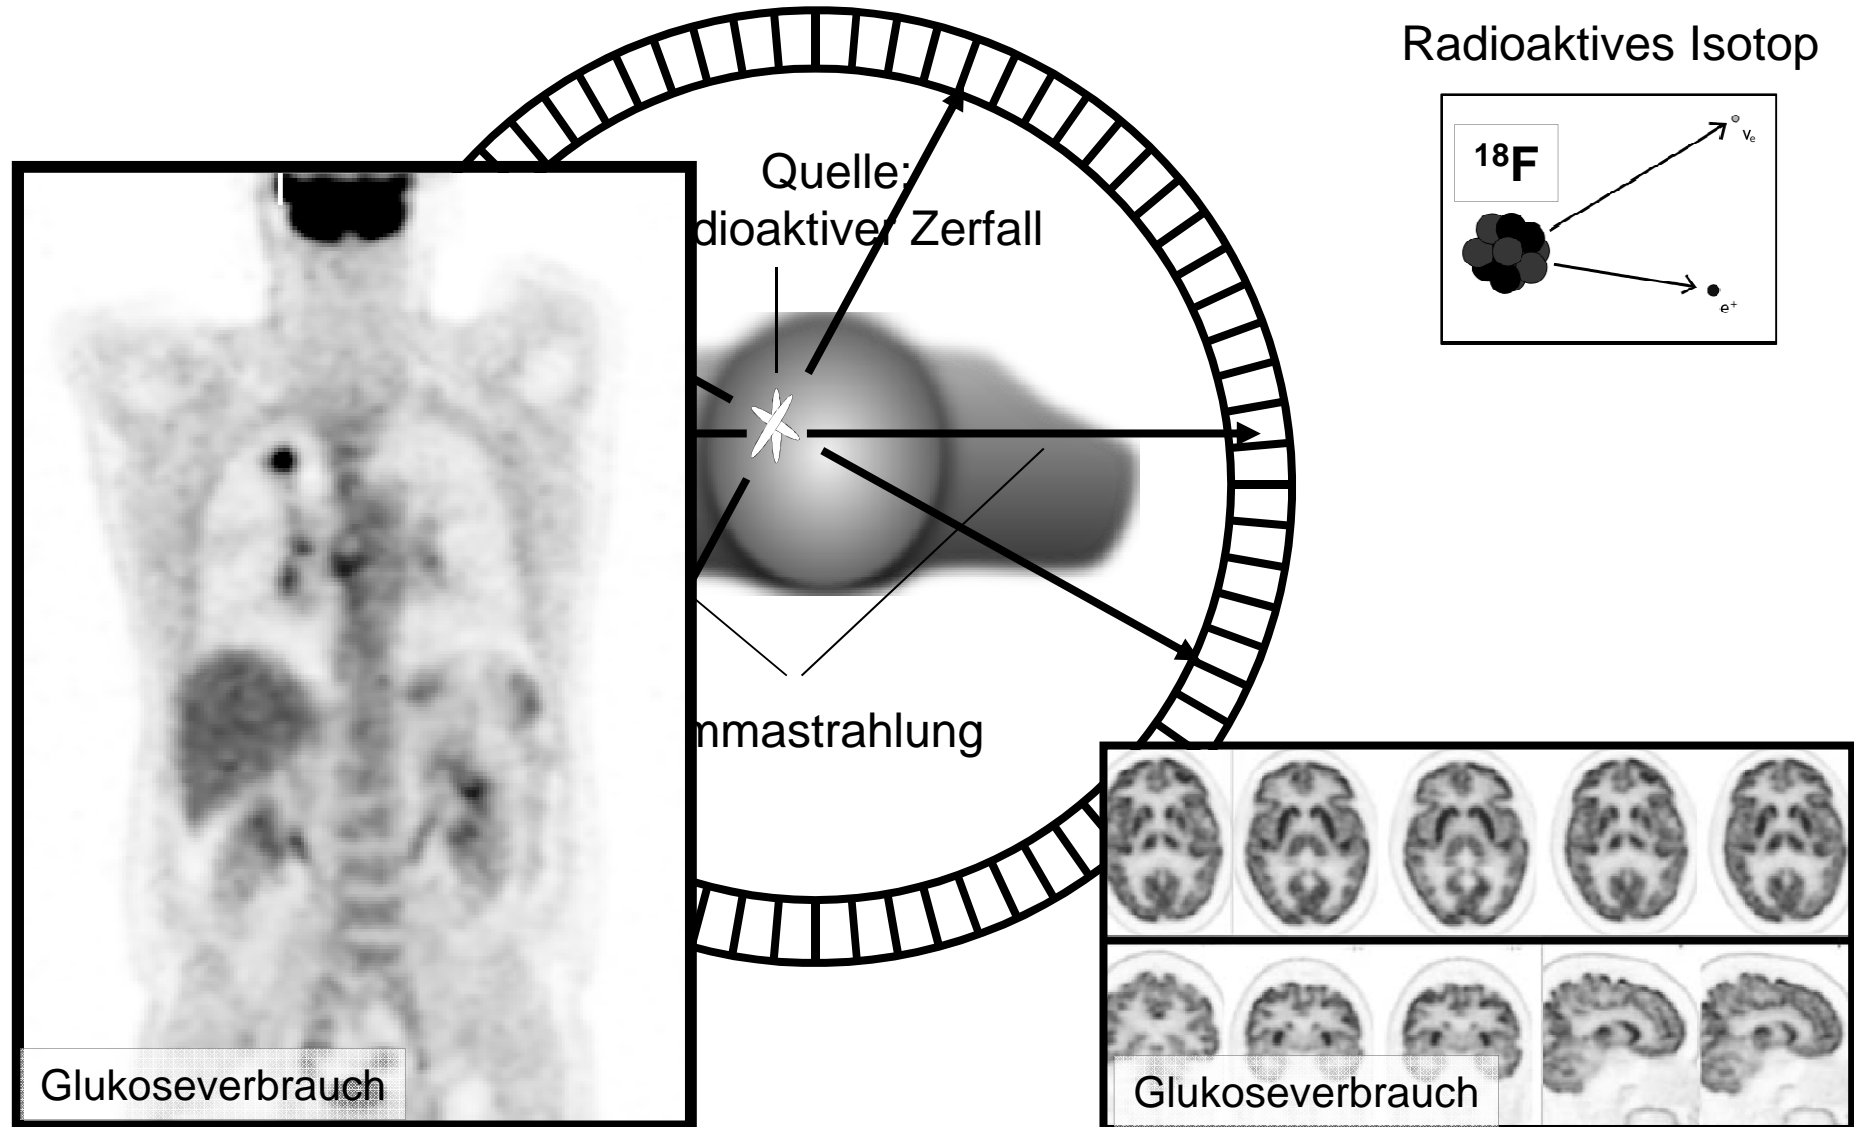 Radioaktives Isotop
18F
νe
e+
Quelle:
dioaktiver Zerfall
mmastrahlung
Glukoseverbrauch
Glukoseverbrauch